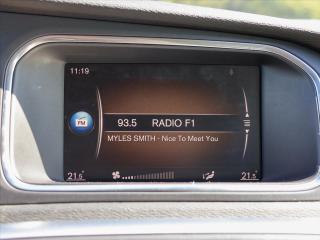 11:19
FM
93.5 RADIO F1
MYLES SMITH - Nice To Meet You
21.5° 21.5°